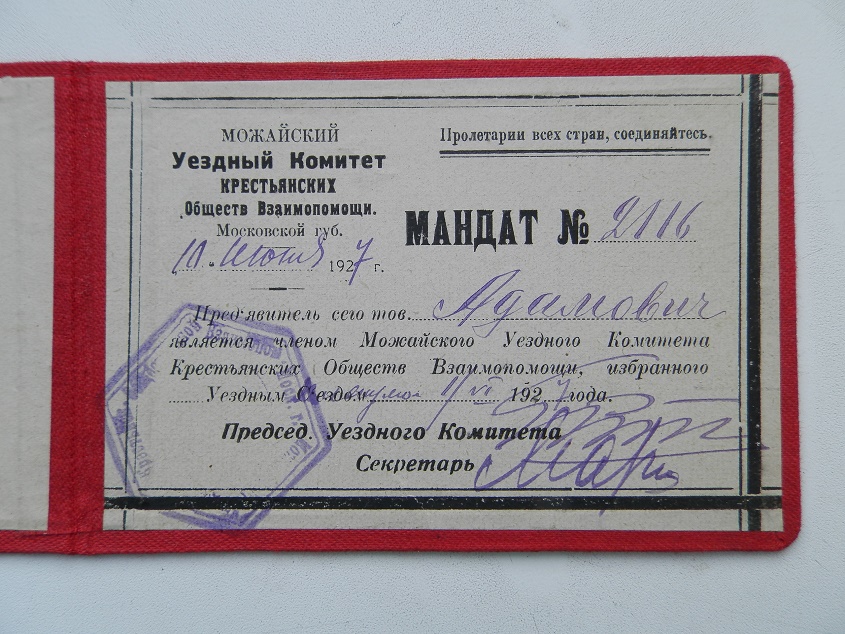 МОЖАЙСКИЙ
Уездный Комитет
КРЕСТЬЯНСКИХ
Обществ Взаимопомощи.
Московской губ.
10 июня 1927 г.
Пролетарии всех стран, соединяйтесь.
МАНДАТ № 2116
Пред'явитель сего тов. Адамович
является членом Можайского Уездного Комитета
Крестьянских Обществ Взаимопомощи, избранного
Уездным С'ездом 11/VI 1927 года.
Председ. Уездного Комитета
Секретарь